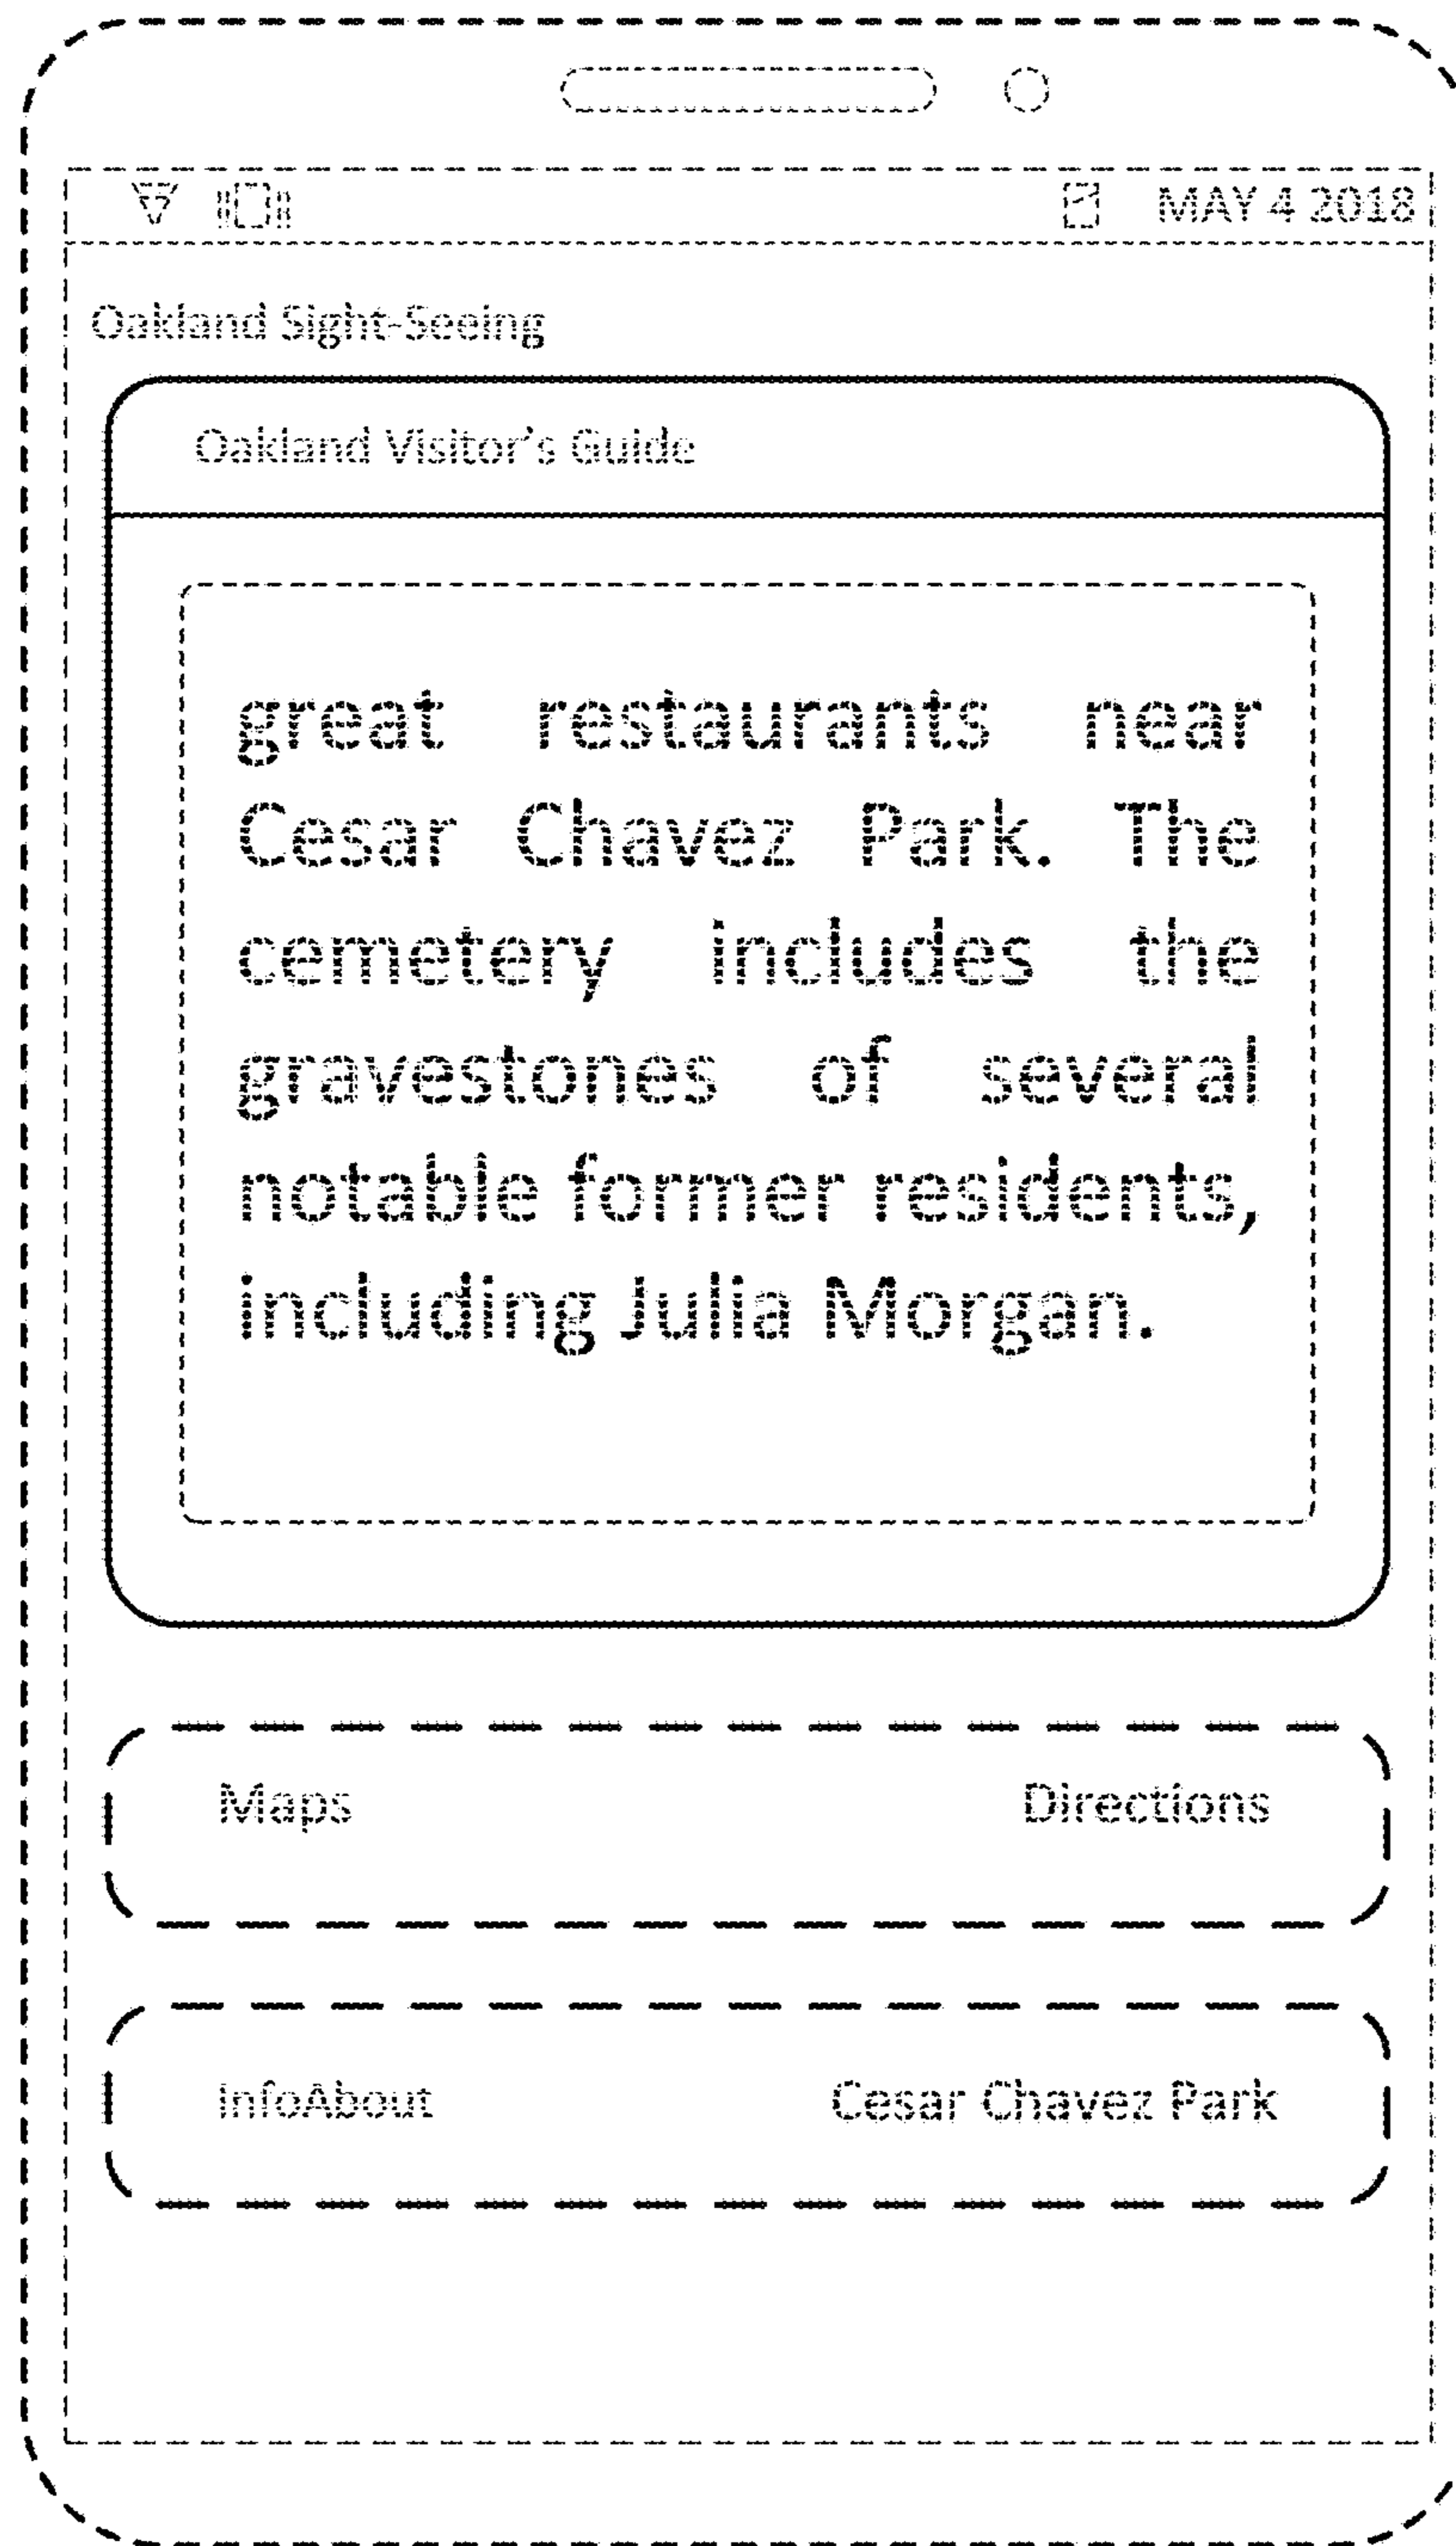 MAY 4 2018
Oakland Sight-Seeing
Oakland Visitor's Guide
great restaurants near
Cesar Chavez Park. The
cemetery includes the
gravestones of several
notable former residents,
including Julia Morgan.
Maps Directions
InfoAbout Cesar Chavez Park